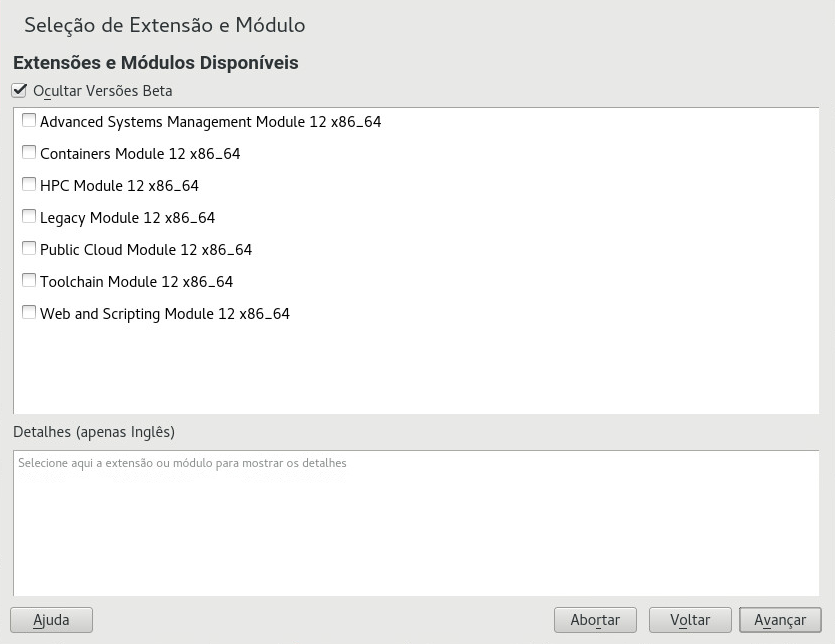 Seleção de Extensão e Módulo
Extensões e Módulos Disponíveis
Ocultar Versões Beta
Advanced Systems Management Module 12 x86_64
Containers Module 12 x86_64
HPC Module 12 x86_64
Legacy Module 12 x86_64
Public Cloud Module 12 x86_64
Toolchain Module 12 x86_64
Web and Scripting Module 12 x86_64
Detalhes (apenas Inglês)
Selecione aqui a extensão ou módulo para mostrar os detalhes
Ajuda Abortar Voltar Avançar